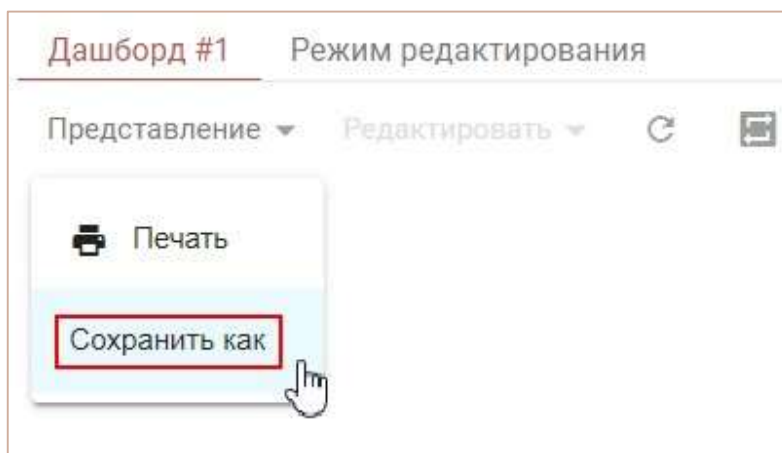 Дашборд #1 Режим редактирования
Представление Редактировать
Печать
Сохранить как